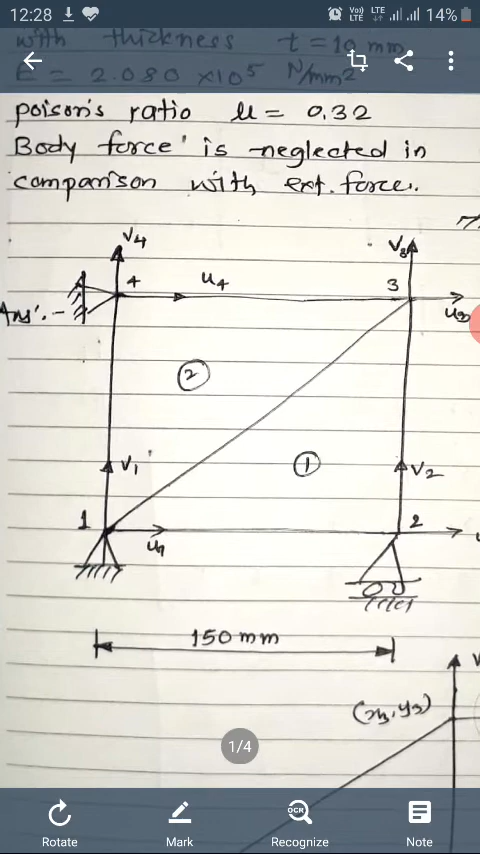 12:28
14%
with thickness t = 10 mm
E = 2.080 ×10⁵ N/mm2
poison's ratio u = 0.32
Body force' is neglected in
comparison with ext. force.
V4
V3
4
u4
3
u3
Ans'. -
2
V1
1
V2
1
2
u1
150 mm
(x3, y3)
1/4
Rotate
Mark
OCR
Recognize
Note